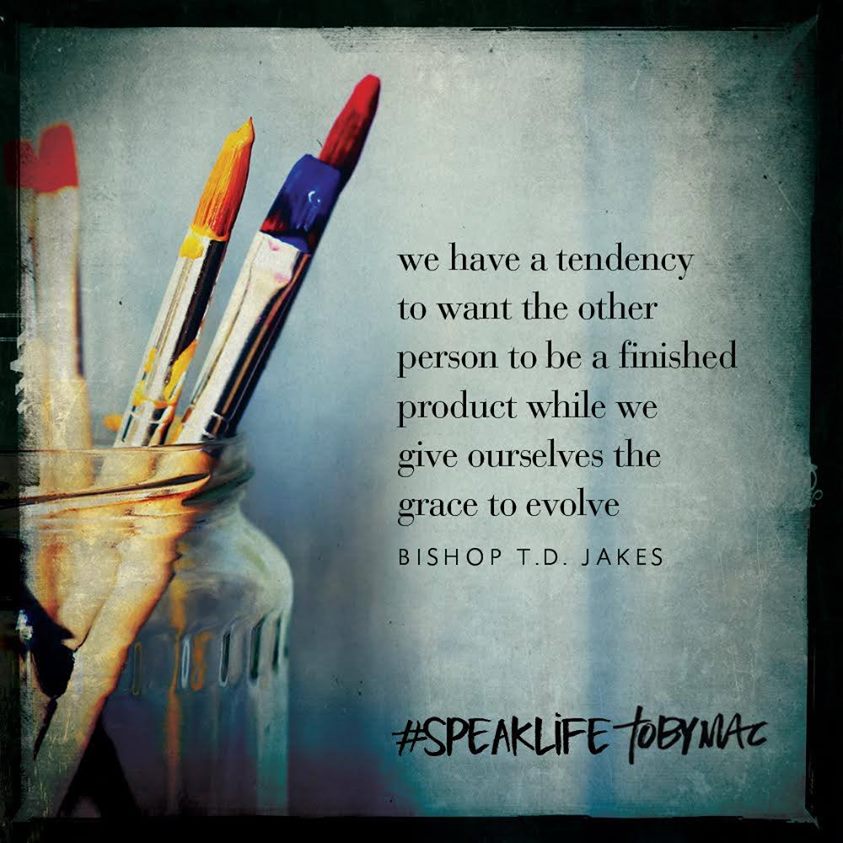 we have a tendency
to want the other
person to be a finished
product while we
give ourselves the
grace to evolve
BISHOP T.D. JAKES
#SPEAKLIFE TOBYMAC